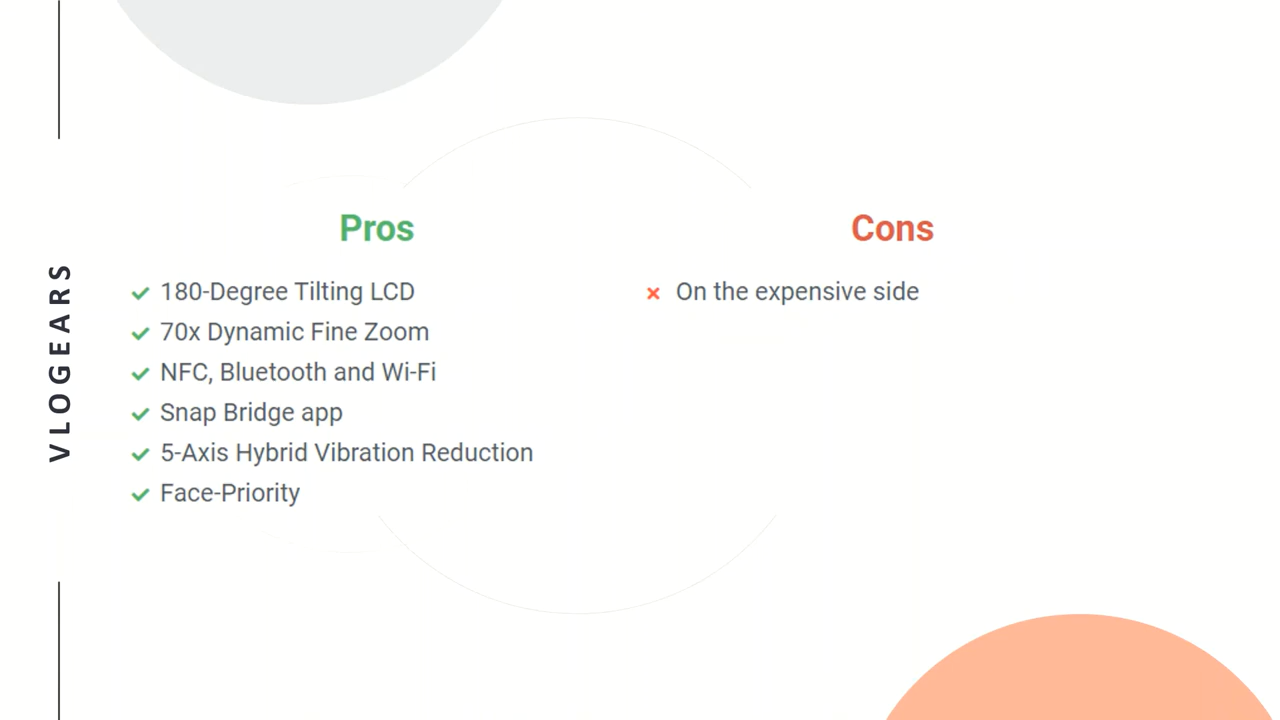 VLOGEARS
Pros
180-Degree Tilting LCD
70x Dynamic Fine Zoom
NFC, Bluetooth and Wi-Fi
Snap Bridge app
5-Axis Hybrid Vibration Reduction
Face-Priority
Cons
On the expensive side